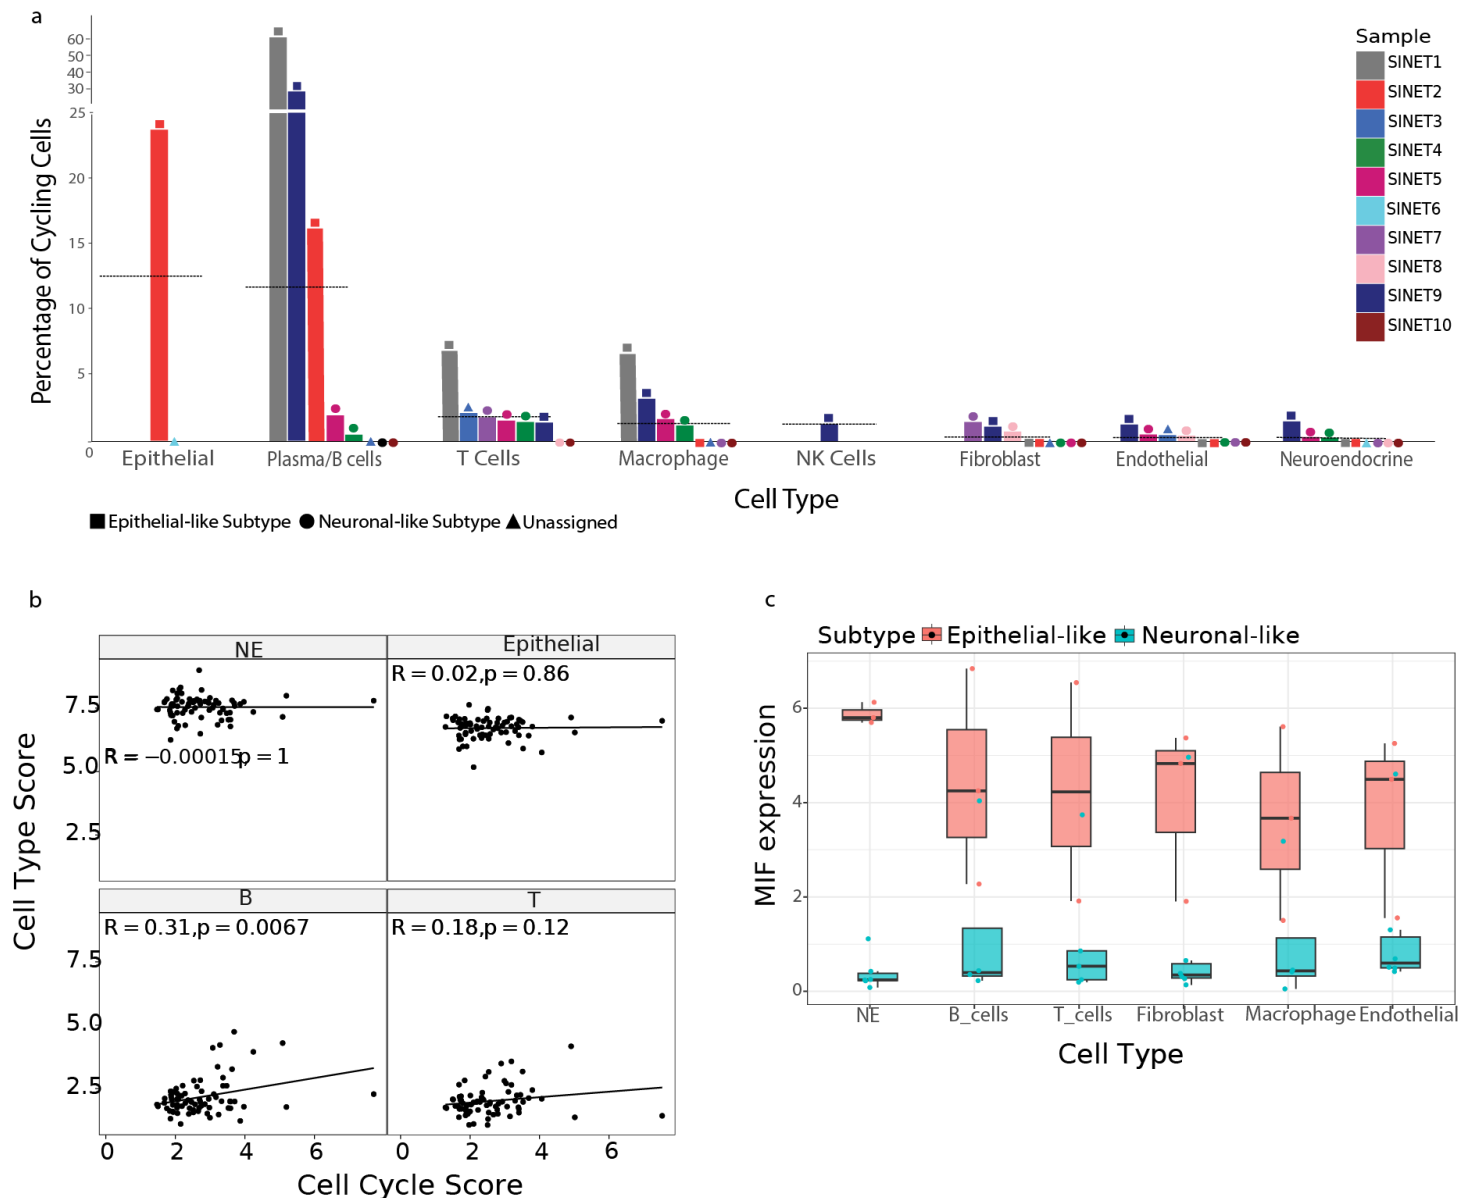 a
Percentage of Cycling Cells
60
50
40
30
25
20
15
10
5
0
Epithelial
Plasma/B cells
T Cells
Macrophage
NK Cells
Fibroblast
Endothelial
Neuroendocrine
Cell Type
Epithelial-like Subtype Neuronal-like Subtype Unassigned
Sample
SINET1
SINET2
SINET3
SINET4
SINET5
SINET6
SINET7
SINET8
SINET9
SINET10
b
Cell Type Score
NE
Epithelial
7.5
5.0
2.5
R = −0.00015p = 1
R = 0.02,p = 0.86
B
T
7.5
5.0
2.5
R = 0.31,p = 0.0067
R = 0.18,p = 0.12
0 2 4 6
0 2 4 6
Cell Cycle Score
c
Subtype Epithelial-like Neuronal-like
MIF expression
6
4
2
0
NE
B_cells
T_cells
Fibroblast
Macrophage
Endothelial
Cell Type